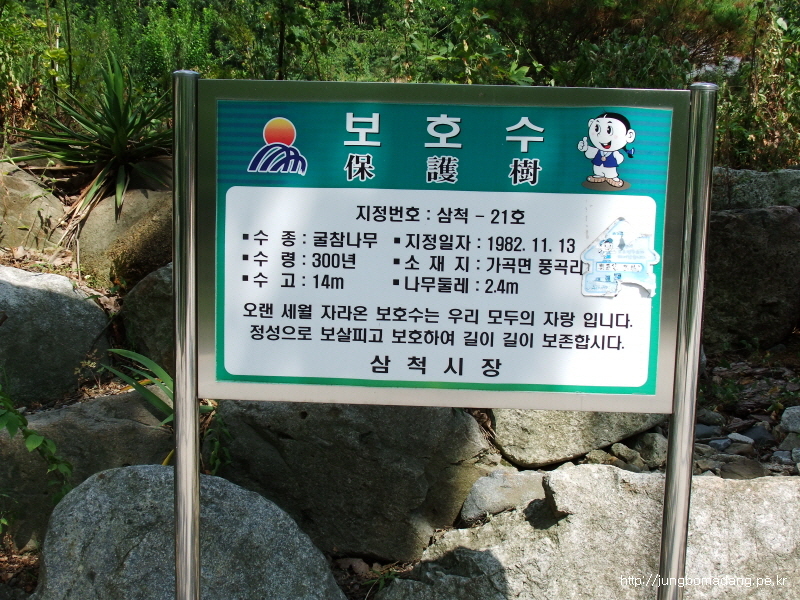 보 호 수
保 護 樹
지정번호 : 삼척 - 21호
▪수 종 : 굴참나무 ▪지정일자 : 1982. 11. 13
▪수 령 : 300년 ▪소 재 지 : 가곡면 풍곡리
▪수 고 : 14m ▪나무둘레 : 2.4m
오랜 세월 자라온 보호수는 우리 모두의 자랑 입니다.
정성으로 보살피고 보호하여 길이 길이 보존합시다.
삼 척 시 장
http://jungbomadang.pe.kr